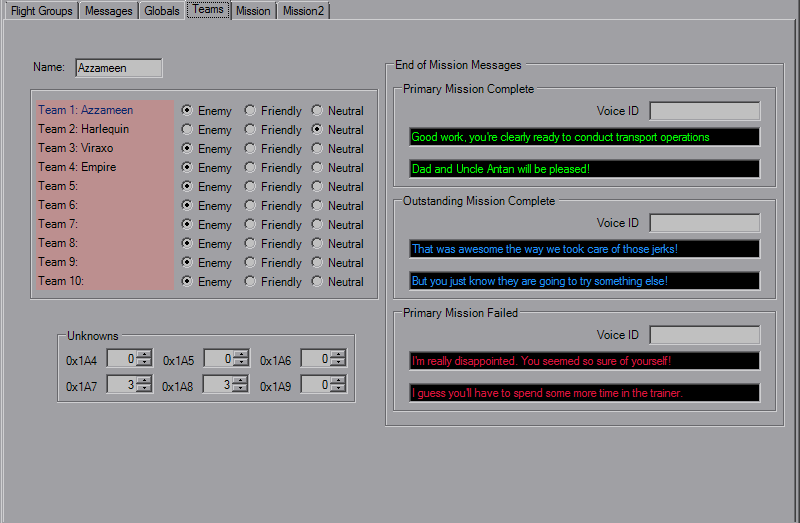 Flight Groups Messages Globals Teams Mission Mission2
Name: Azzameen
Team 1: Azzameen Enemy Friendly Neutral
Team 2: Harlequin Enemy Friendly Neutral
Team 3: Viraxo Enemy Friendly Neutral
Team 4: Empire Enemy Friendly Neutral
Team 5: Enemy Friendly Neutral
Team 6: Enemy Friendly Neutral
Team 7: Enemy Friendly Neutral
Team 8: Enemy Friendly Neutral
Team 9: Enemy Friendly Neutral
Team 10: Enemy Friendly Neutral
Unknowns
0x1A4 0 0x1A5 0 0x1A6 0
0x1A7 3 0x1A8 3 0x1A9 0
End of Mission Messages
Primary Mission Complete
Voice ID
Good work, you're clearly ready to conduct transport operations
Dad and Uncle Antan will be pleased!
Outstanding Mission Complete
Voice ID
That was awesome the way we took care of those jerks!
But you just know they are going to try something else!
Primary Mission Failed
Voice ID
I'm really disappointed. You seemed so sure of yourself!
I guess you'll have to spend some more time in the trainer.